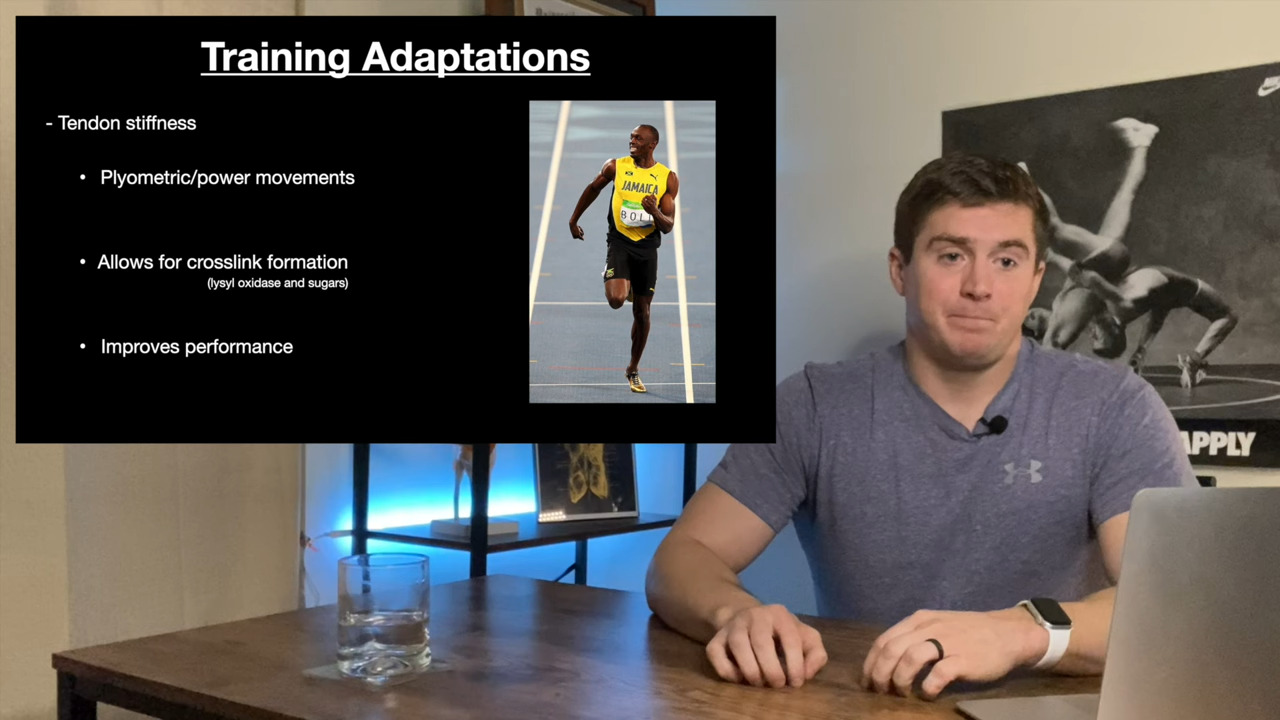 Training Adaptations
- Tendon stiffness
• Plyometric/power movements
• Allows for crosslink formation
(lysyl oxidase and sugars)
• Improves performance
JAMAICA
BOL
APPLY